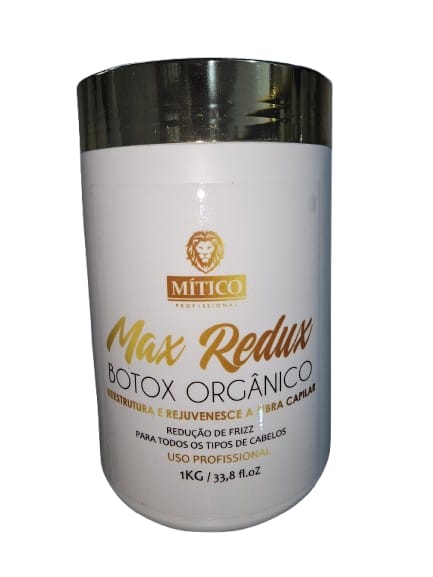 MÍTICO
PROFISSIONAL
Max Redux
BOTOX ORGÂNICO
REESTRUTURA E REJUVENESCE A FIBRA CAPILAR
REDUÇÃO DE FRIZZ
PARA TODOS OS TIPOS DE CABELOS
USO PROFISSIONAL
1KG / 33,8 fl.oZ